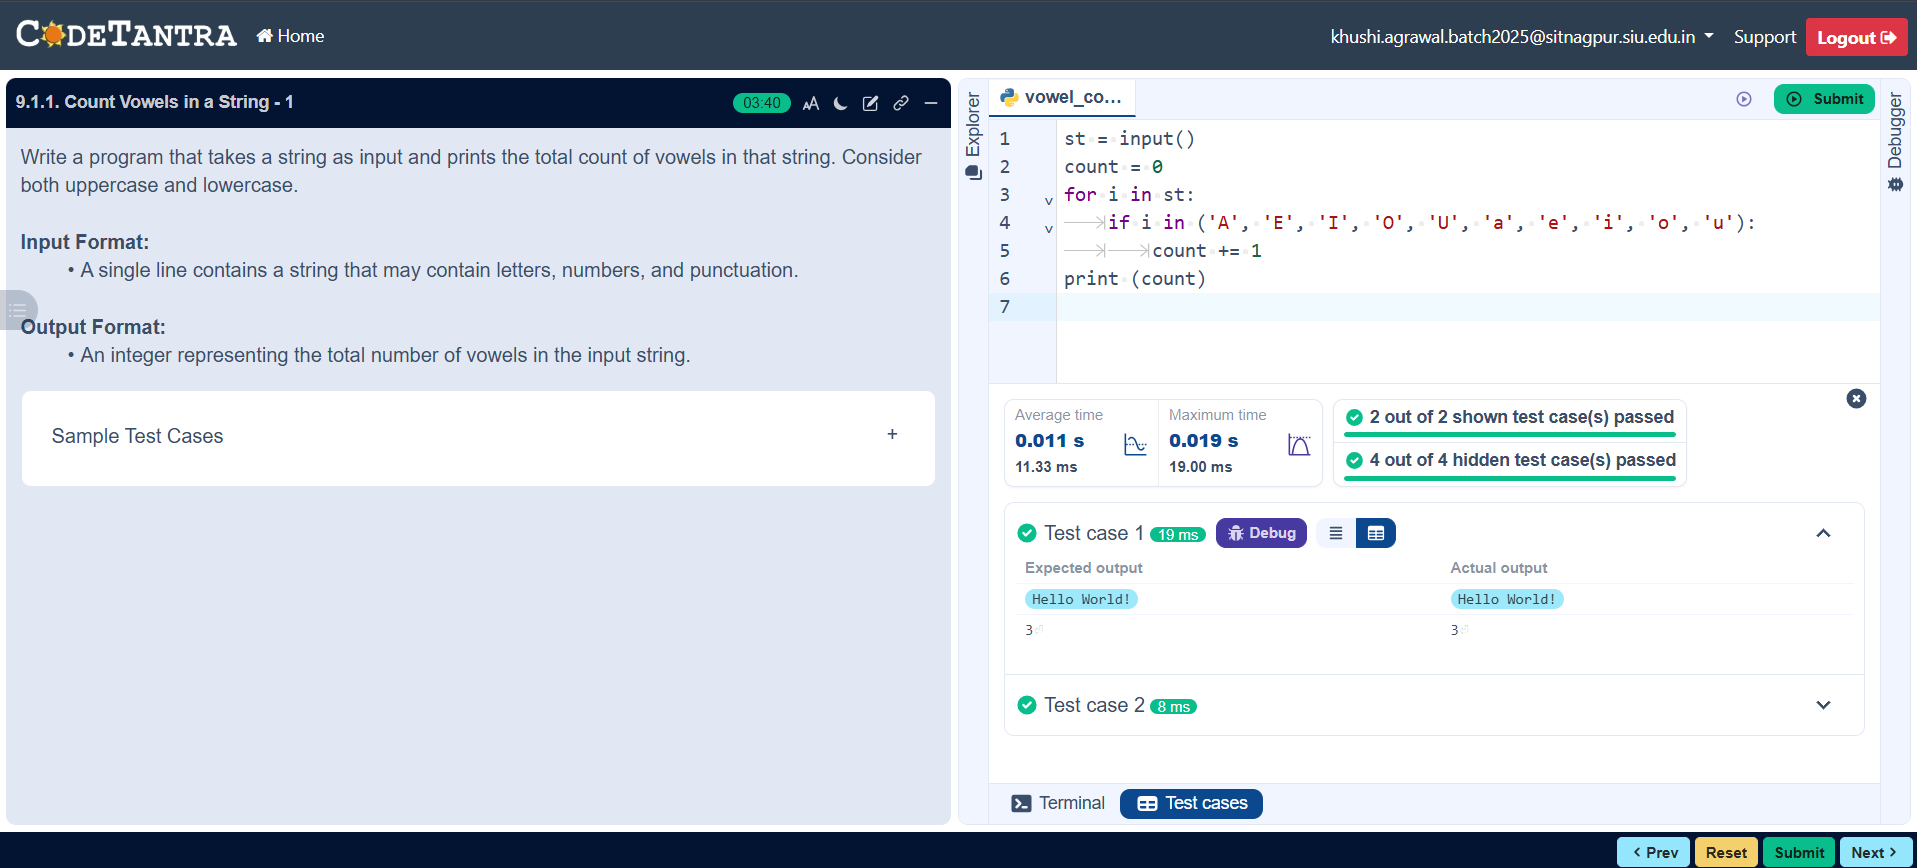 CODETANTRA Home khushi.agrawal.batch2025@sitnagpur.siu.edu.in Support Logout
9.1.1. Count Vowels in a String - 1 03:40 AA
Write a program that takes a string as input and prints the total count of vowels in that string. Consider
both uppercase and lowercase.
Input Format:
• A single line contains a string that may contain letters, numbers, and punctuation.
Output Format:
• An integer representing the total number of vowels in the input string.
Sample Test Cases +
Explorer
vowel_co...
Submit
Debugger
1 st = input()
2 count = 0
3 for i in st:
4 if i in ('A', 'E', 'I', 'O', 'U', 'a', 'e', 'i', 'o', 'u'):
5 count += 1
6 print (count)
7
Average time
0.011 s
11.33 ms
Maximum time
0.019 s
19.00 ms
2 out of 2 shown test case(s) passed
4 out of 4 hidden test case(s) passed
Test case 1 19 ms Debug
Expected output Actual output
Hello World! Hello World!
3⏎ 3⏎
Test case 2 8 ms
Terminal Test cases
< Prev Reset Submit Next >